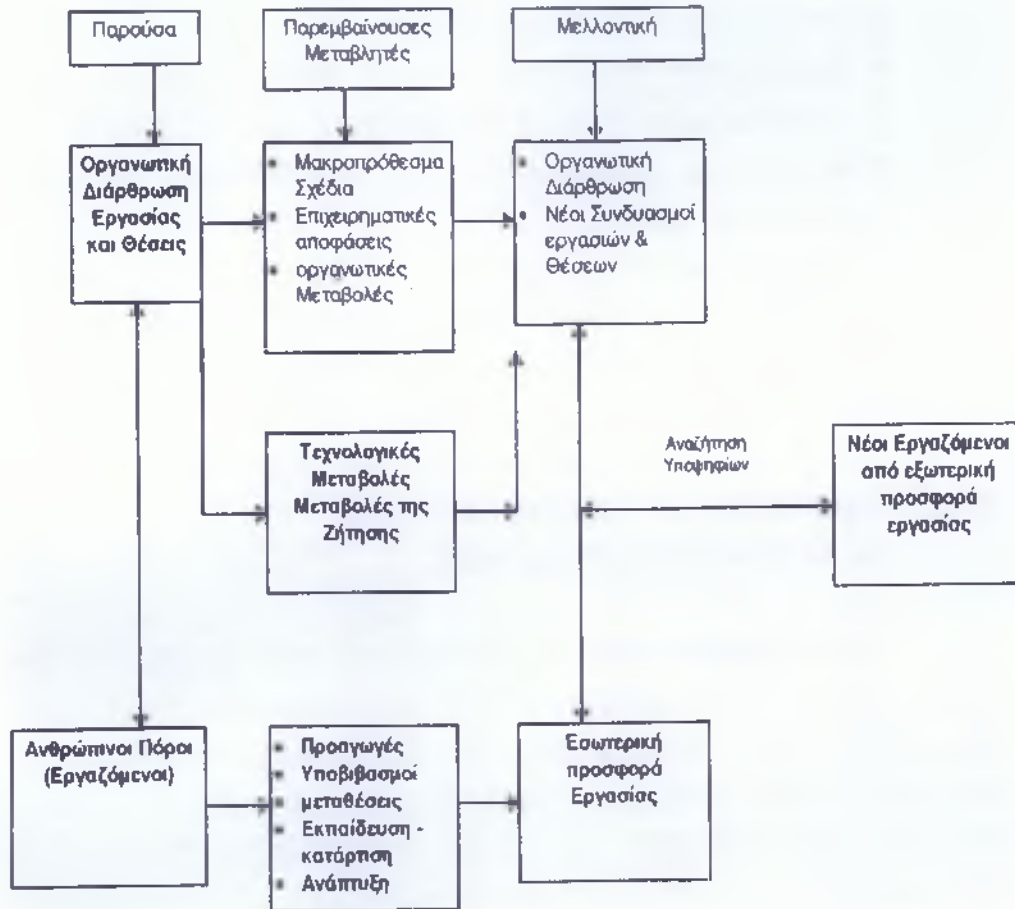 Παρούσα
Παρεμβαίνουσες
Μεταβλητές
Μελλοντική
Οργανωτική
Διάρθρωση
Εργασίας
και Θέσεις
• Μακροπρόθεσμα
Σχέδια
• Επιχειρηματικές
αποφάσεις
• οργανωτικές
Μεταβολές
• Οργανωτική
Διάρθρωση
• Νέοι Συνδυασμοί
εργασιών &
Θέσεων
Τεχνολογικές
Μεταβολές
Μεταβολές της
Ζήτησης
Αναζήτηση
Υποψηφίων
Νέοι Εργαζόμενοι
από εξωτερική
προσφορά
εργασίας
Ανθρώπινοι Πόροι
(Εργαζόμενοι)
• Προαγωγές
• Υποβιβασμοί
• μεταθέσεις
• Εκπαίδευση -
κατάρτιση
• Ανάπτυξη
Εσωτερική
προσφορά
Εργασίας